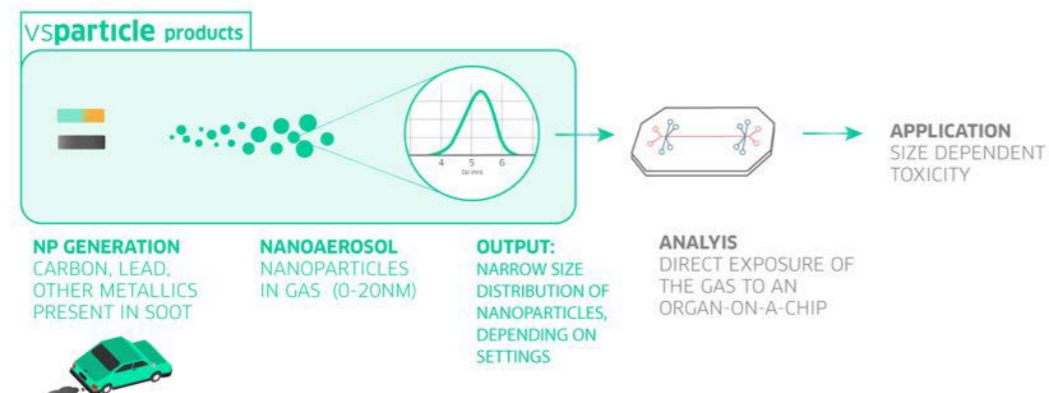 vsparticle products
4 5 6
Dp (nm)
APPLICATION
SIZE DEPENDENT
TOXICITY
NP GENERATION
CARBON, LEAD,
OTHER METALLICS
PRESENT IN SOOT
NANOAEROSOL
NANOPARTICLES
IN GAS (0-20NM)
OUTPUT:
NARROW SIZE
DISTRIBUTION OF
NANOPARTICLES,
DEPENDING ON
SETTINGS
ANALYIS
DIRECT EXPOSURE OF
THE GAS TO AN
ORGAN-ON-A-CHIP